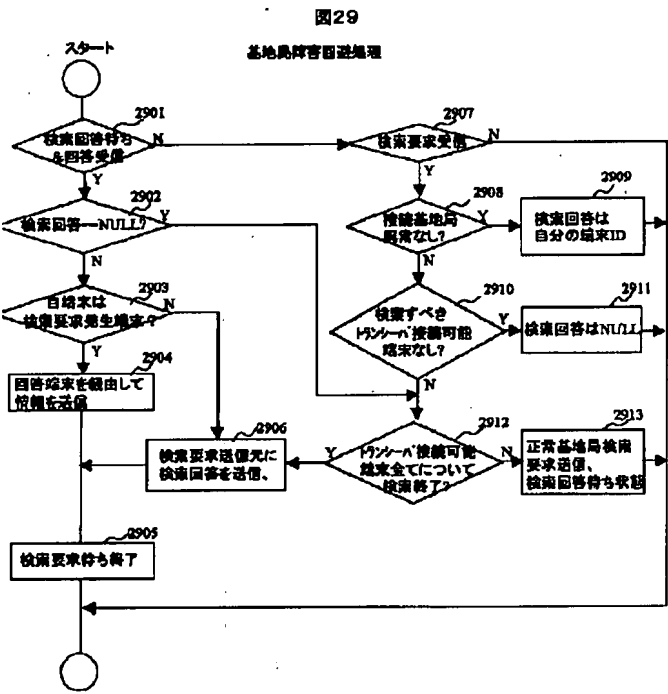 図29
基地局障害回避処理
スタート
2901
検索回答待ち
&回答受信
N
Y
2902
検索回答=NULL?
Y
N
2903
自端末は
検索要求発生端末?
N
Y
2904
回答端末を経由して
情報を送信
2905
検索要求待ち終了
2906
検索要求送信元に
検索回答を送信、
2907
検索要求受信
N
Y
2908
接続基地局
異常なし?
Y
N
2909
検索回答は
自分の端末ID
2910
検索すべき
トランシーバ接続可能
端末なし?
Y
N
2911
検索回答はNULL
2912
トランシーバ接続可能
端末全てについて
検索終了?
Y
N
2913
正常基地局検索
要求送信、
検索回答待ち状態